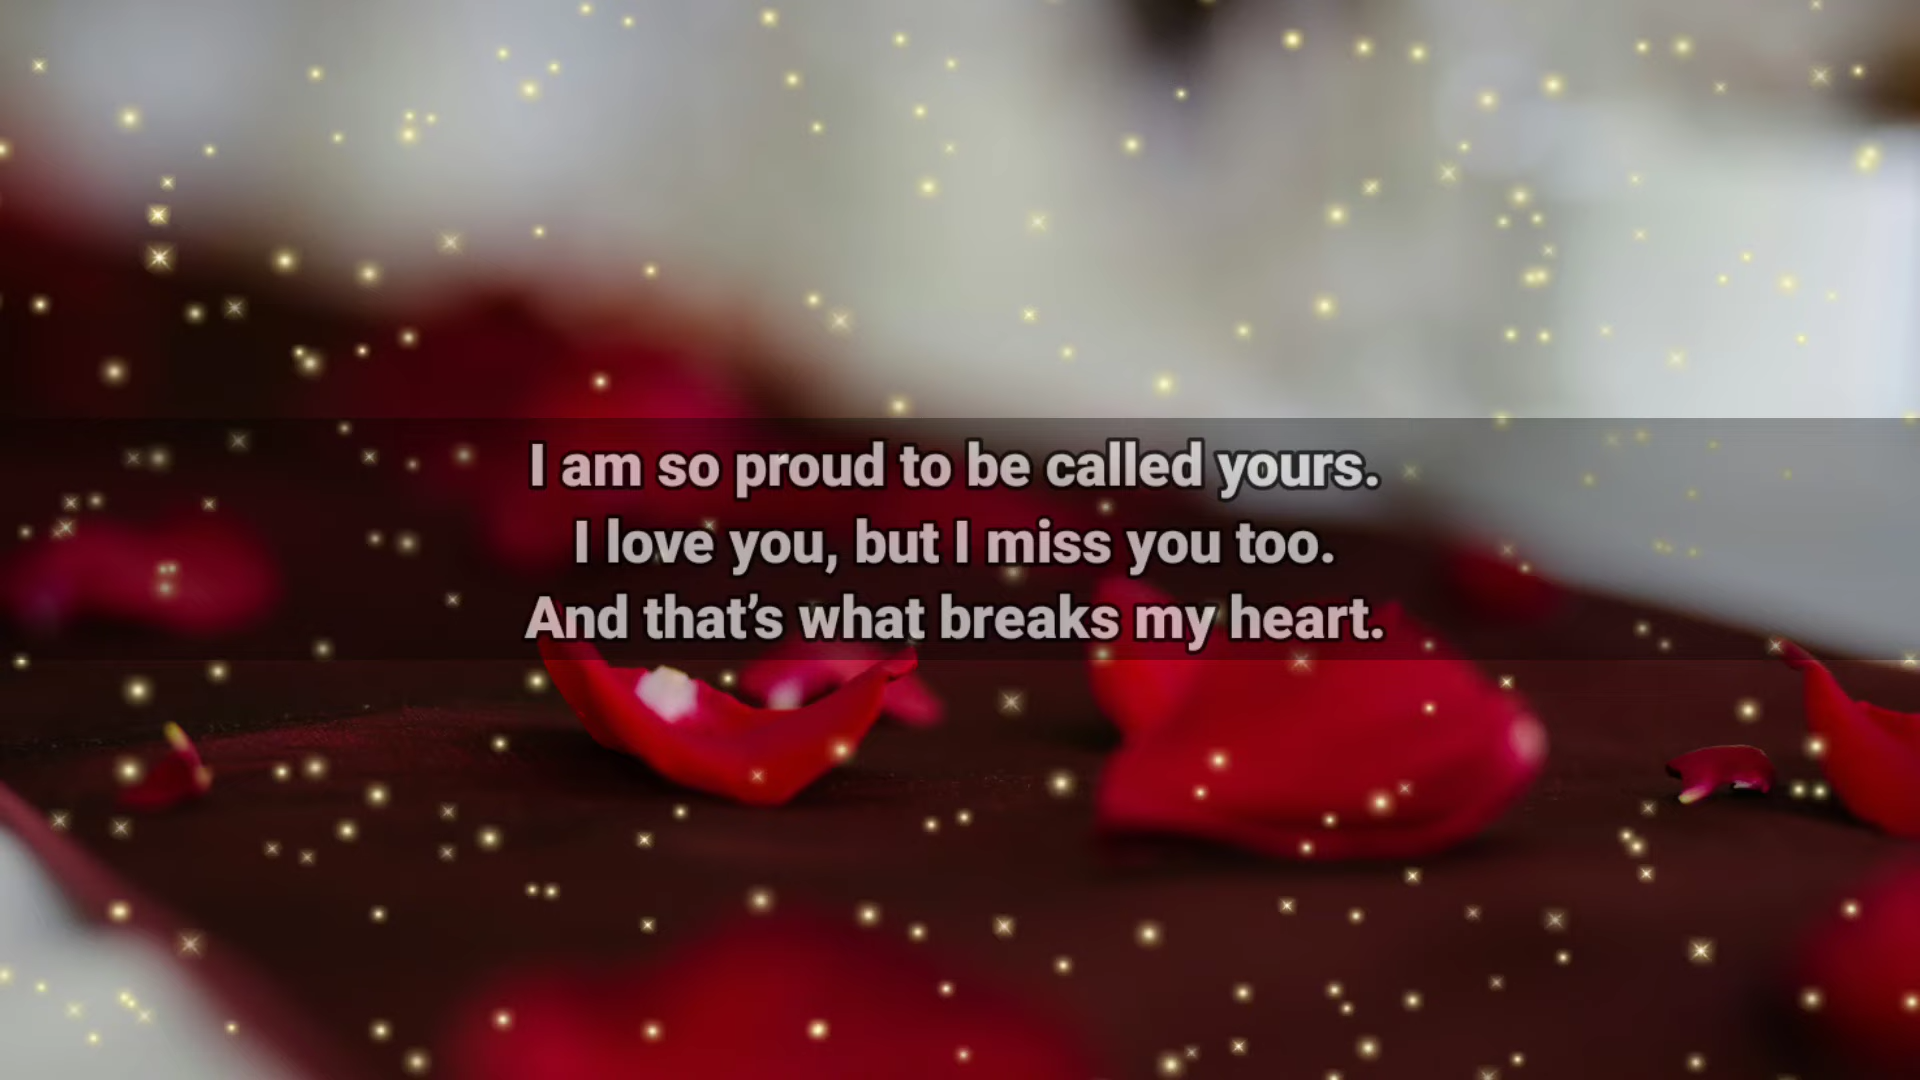 I am so proud to be called yours.
I love you, but I miss you too.
And that’s what breaks my heart.